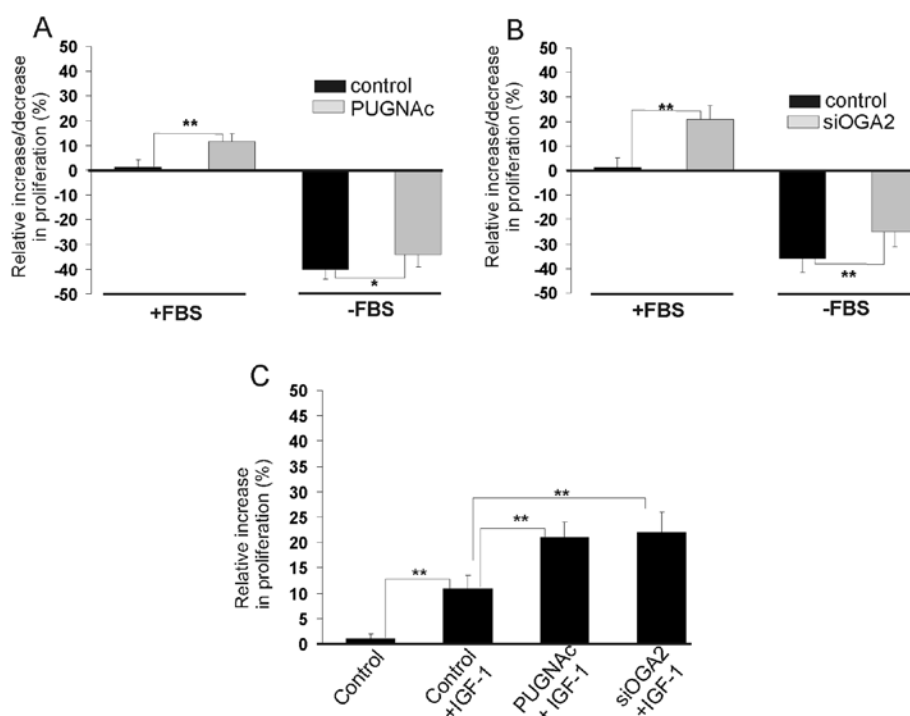 A
Relative increase/decrease
in proliferation (%)
50
40
30
20
10
0
-10
-20
-30
-40
-50
control
PUGNAc
**
*
+FBS
-FBS
B
Relative increase/decrease
in proliferation (%)
50
40
30
20
10
0
-10
-20
-30
-40
-50
control
siOGA2
**
**
+FBS
-FBS
C
Relative increase
in proliferation (%)
50
45
40
35
30
25
20
15
10
5
0
**
**
**
Control
Control
+IGF-1
PUGNAc
+ IGF-1
siOGA2
+IGF-1